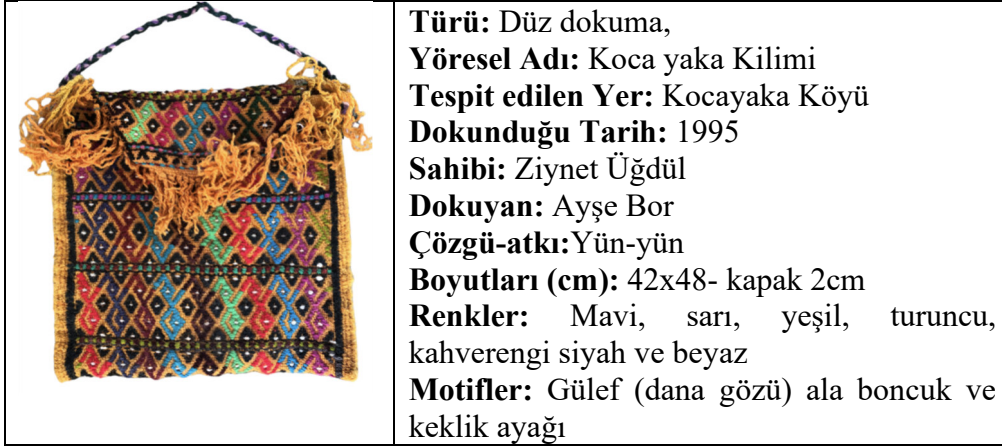 Türü: Düz dokuma,
Yöresel Adı: Koca yaka Kilimi
Tespit edilen Yer: Kocayaka Köyü
Dokunduğu Tarih: 1995
Sahibi: Ziynet Üğdül
Dokuyan: Ayşe Bor
Çözgü-atkı:Yün-yün
Boyutları (cm): 42x48- kapak 2cm
Renkler: Mavi, sarı, yeşil, turuncu,
kahverengi siyah ve beyaz
Motifler: Gülef (dana gözü) ala boncuk ve
keklik ayağı